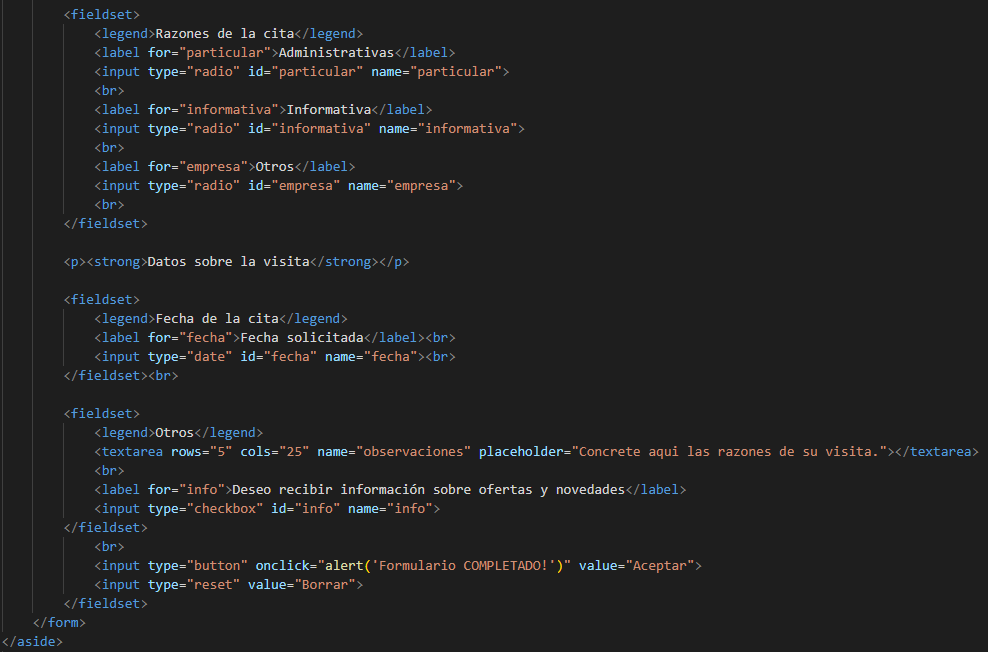 <fieldset>
<legend>Razones de la cita</legend>
<label for="particular">Administrativas</label>
<input type="radio" id="particular" name="particular">
<br>
<label for="informativa">Informativa</label>
<input type="radio" id="informativa" name="informativa">
<br>
<label for="empresa">Otros</label>
<input type="radio" id="empresa" name="empresa">
<br>
</fieldset>
<p><strong>Datos sobre la visita</strong></p>
<fieldset>
<legend>Fecha de la cita</legend>
<label for="fecha">Fecha solicitada</label><br>
<input type="date" id="fecha" name="fecha"><br>
</fieldset><br>
<fieldset>
<legend>Otros</legend>
<textarea rows="5" cols="25" name="observaciones" placeholder="Concrete aqui las razones de su visita."></textarea>
<br>
<label for="info">Deseo recibir información sobre ofertas y novedades</label>
<input type="checkbox" id="info" name="info">
</fieldset>
<br>
<input type="button" onclick="alert('Formulario COMPLETADO!')" value="Aceptar">
<input type="reset" value="Borrar">
</fieldset>
</form>
</aside>